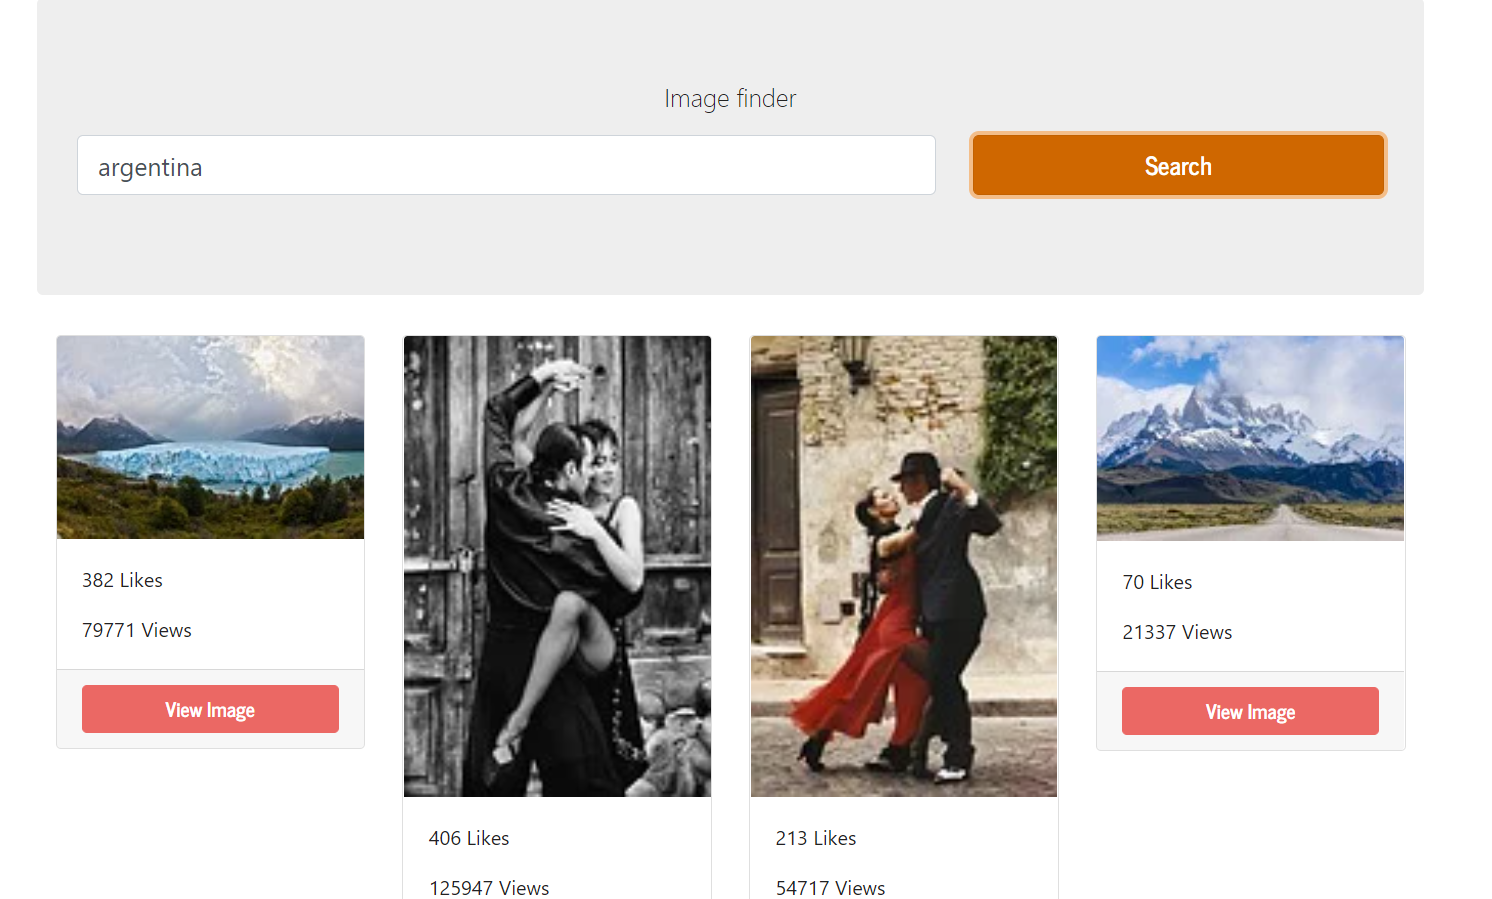 Image finder
argentina
Search
382 Likes
79771 Views
View Image
406 Likes
125947 Views
213 Likes
54717 Views
70 Likes
21337 Views
View Image